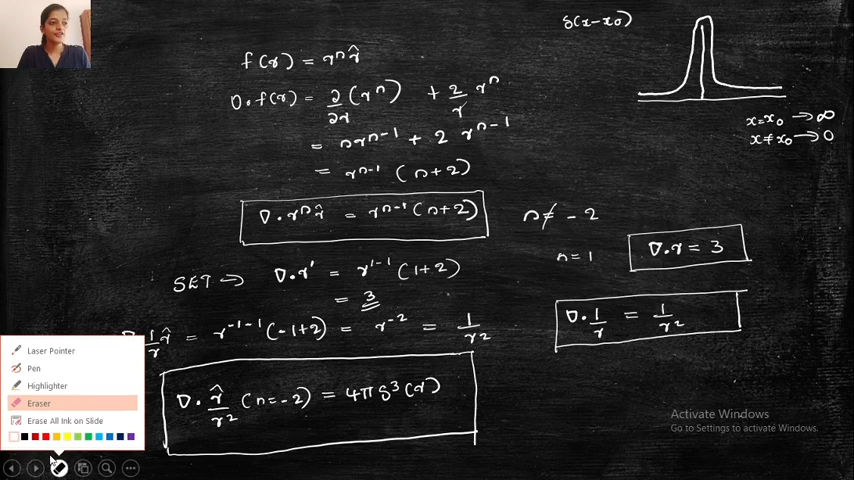 δ(x-x₀)
f(r) = rⁿ r̂
∇·f(r) = ∂/∂r (rⁿ) + 2/r rⁿ
= nrⁿ⁻¹ + 2 rⁿ⁻¹
= rⁿ⁻¹ (n+2)
x=x₀ → ∞
x≠x₀ → 0
∇·rⁿ r̂ = rⁿ⁻¹ (n+2)
n≠ -2
SET → ∇·r¹ = r¹⁻¹ (1+2)
= 3
n=1
∇·r = 3
1/r r̂ = r⁻¹⁻¹ (-1+2) = r⁻² = 1/r²
∇·1/r = 1/r²
∇· r̂/r² (n=-2) = 4πδ³(r)
Laser Pointer
Pen
Highlighter
Eraser
Erase All Ink on Slide
Activate Windows
Go to Settings to activate Windows.